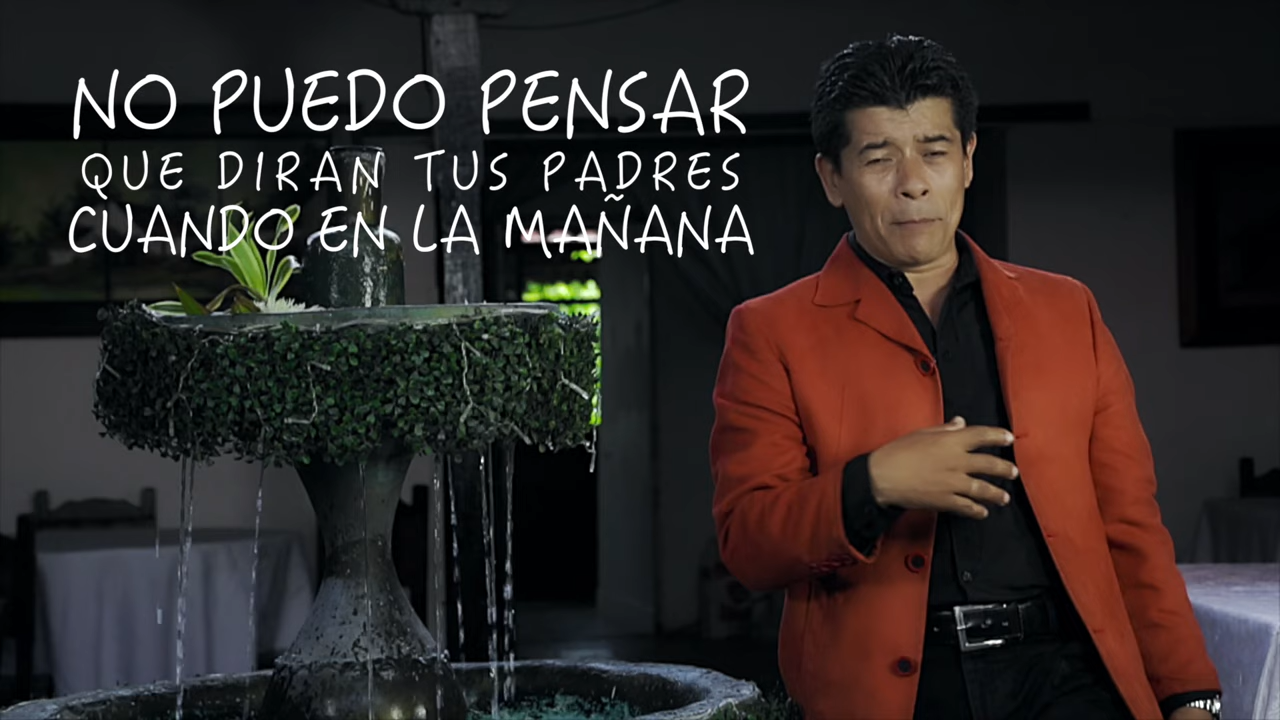 NO PUEDO PENSAR
QUE DIRAN TUS PADRES
CUANDO EN LA MAÑANA